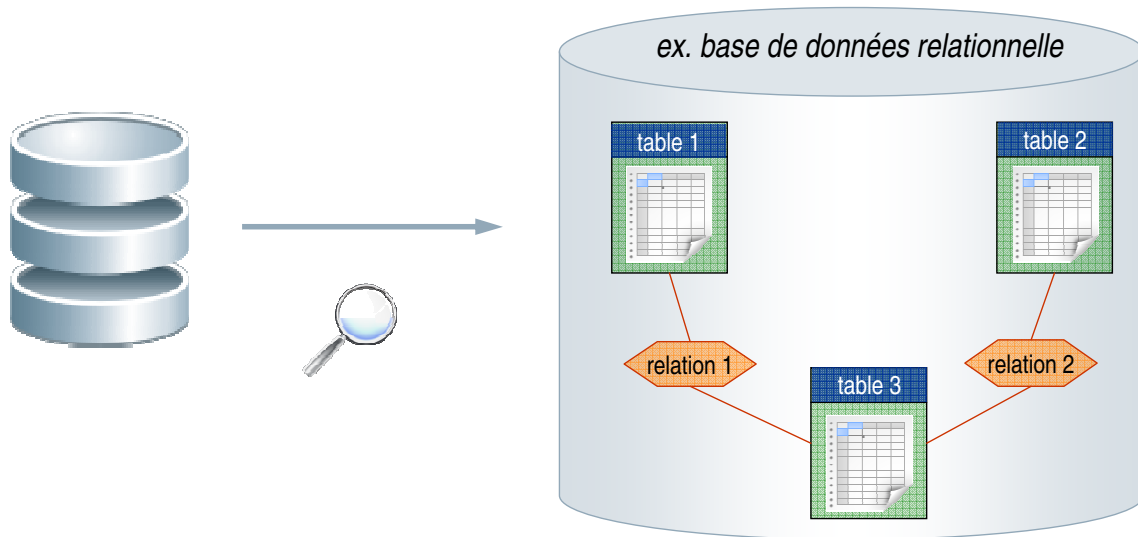 ex. base de données relationnelle
table 1
table 2
relation 1
relation 2
table 3